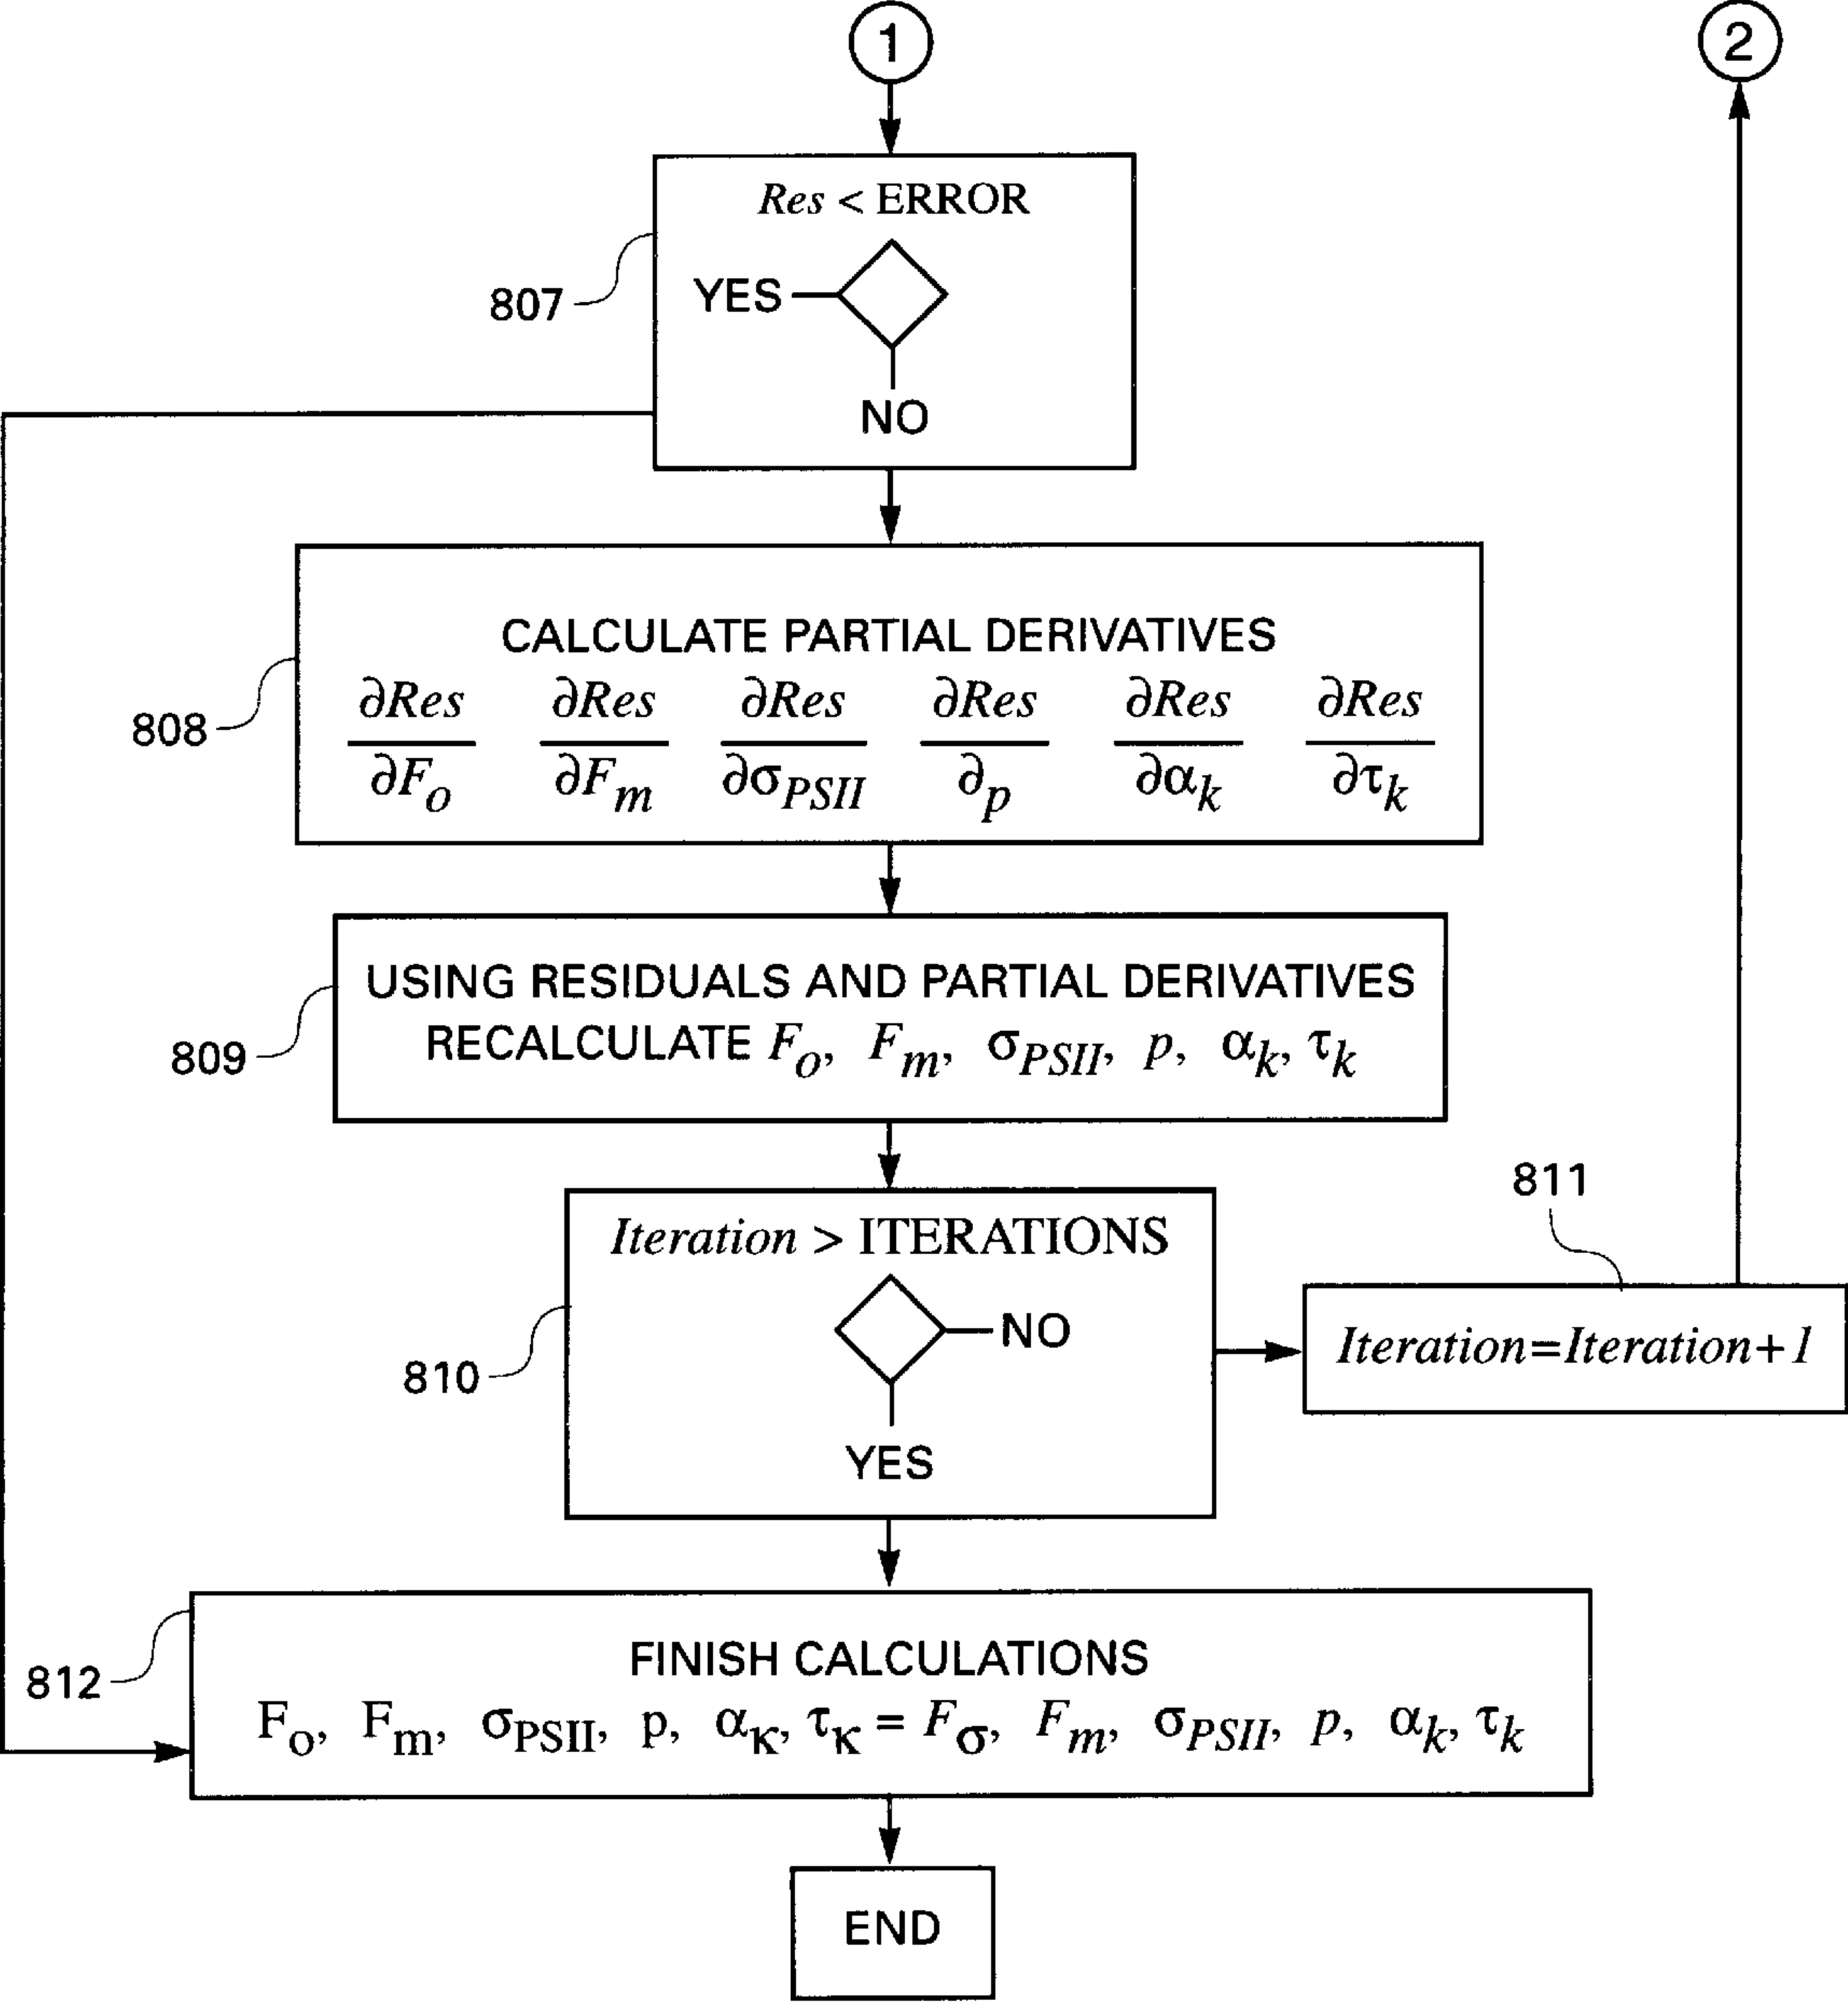 1
2
Res < ERROR
YES
807
NO
CALCULATE PARTIAL DERIVATIVES
∂Res ∂Res ∂Res ∂Res ∂Res ∂Res
808
∂Fo ∂Fm ∂σPSII ∂p ∂αk ∂τk
USING RESIDUALS AND PARTIAL DERIVATIVES
RECALCULATE Fo, Fm, σPSII, p, αk, τk
809
811
Iteration > ITERATIONS
NO
Iteration=Iteration+1
810
YES
FINISH CALCULATIONS
812
Fo, Fm, σPSII, p, ακ, τκ = Fσ, Fm, σPSII, p, αk, τk
END